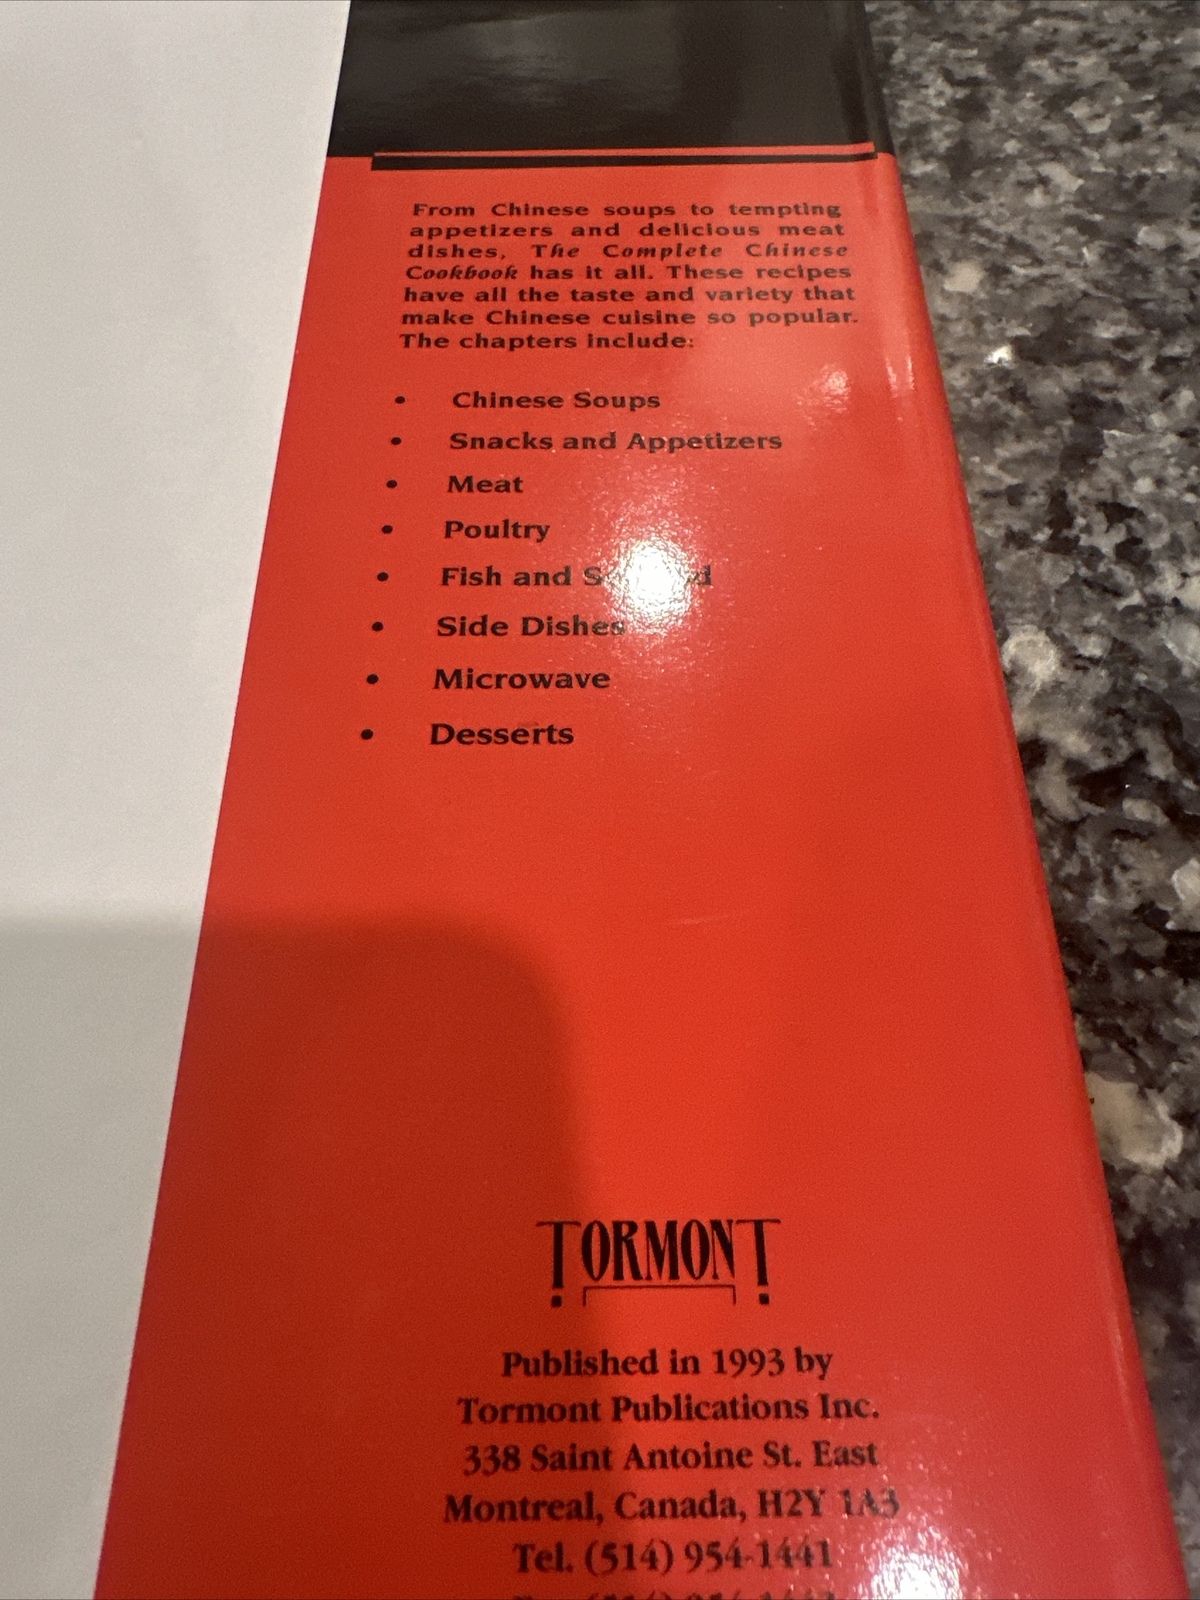 From Chinese soups to tempting
appetizers and delicious meat
dishes, The Complete Chinese
Cookbook has it all. These recipes
have all the taste and variety that
make Chinese cuisine so popular.
The chapters include:
• Chinese Soups
• Snacks and Appetizers
• Meat
• Poultry
• Fish and
• Side Dishes
• Microwave
• Desserts
TORMONT
Published in 1993 by
Tormont Publications Inc.
338 Saint Antoine St. East
Montreal, Canada, H2Y 1A3
Tel. (514) 954-1441